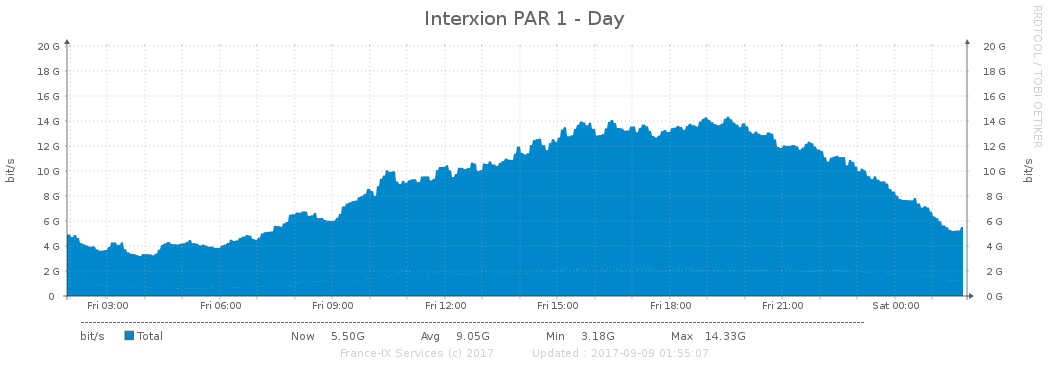 Interxion PAR 1 - Day
RRDTOOL / TOBI OETIKER
20 G 20 G
18 G 18 G
16 G 16 G
14 G 14 G
12 G 12 G
10 G 10 G
8 G 8 G
6 G 6 G
4 G 4 G
2 G 2 G
0 0 G
bit/s
bit/s
Fri 03:00 Fri 06:00 Fri 09:00 Fri 12:00 Fri 15:00 Fri 18:00 Fri 21:00 Sat 00:00
bit/s Total Now 5.50G Avg 9.05G Min 3.18G Max 14.33G
France-IX Services (c) 2017 Updated : 2017-09-09 01:55:07